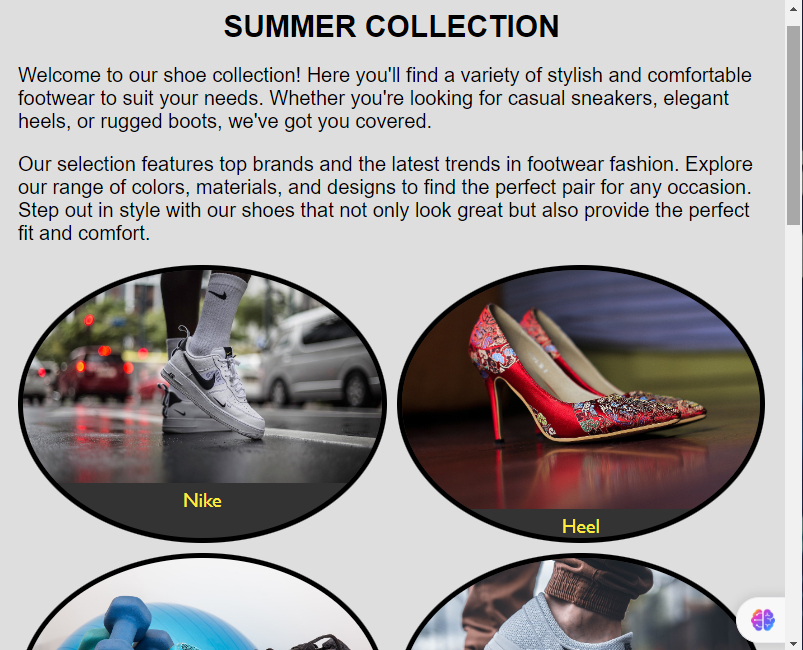 SUMMER COLLECTION
Welcome to our shoe collection! Here you'll find a variety of stylish and comfortable
footwear to suit your needs. Whether you're looking for casual sneakers, elegant
heels, or rugged boots, we've got you covered.
Our selection features top brands and the latest trends in footwear fashion. Explore
our range of colors, materials, and designs to find the perfect pair for any occasion.
Step out in style with our shoes that not only look great but also provide the perfect
fit and comfort.
Nike
Heel